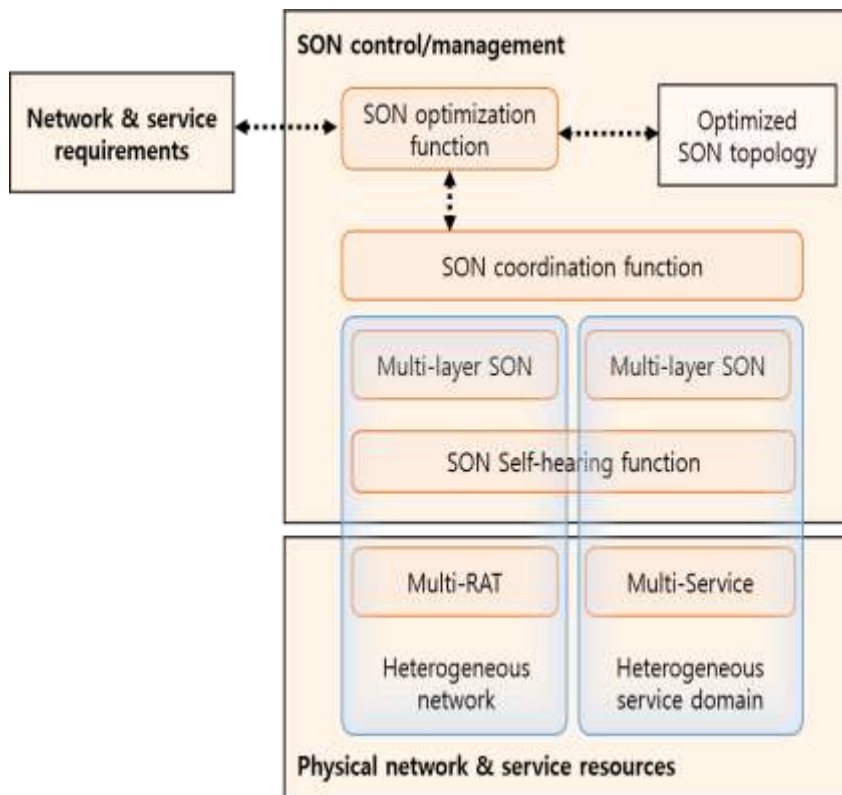 SON control/management
Network & service
requirements
SON optimization
function
Optimized
SON topology
SON coordination function
Multi-layer SON
Multi-layer SON
SON Self-hearing function
Multi-RAT
Multi-Service
Heterogeneous
network
Heterogeneous
service domain
Physical network & service resources